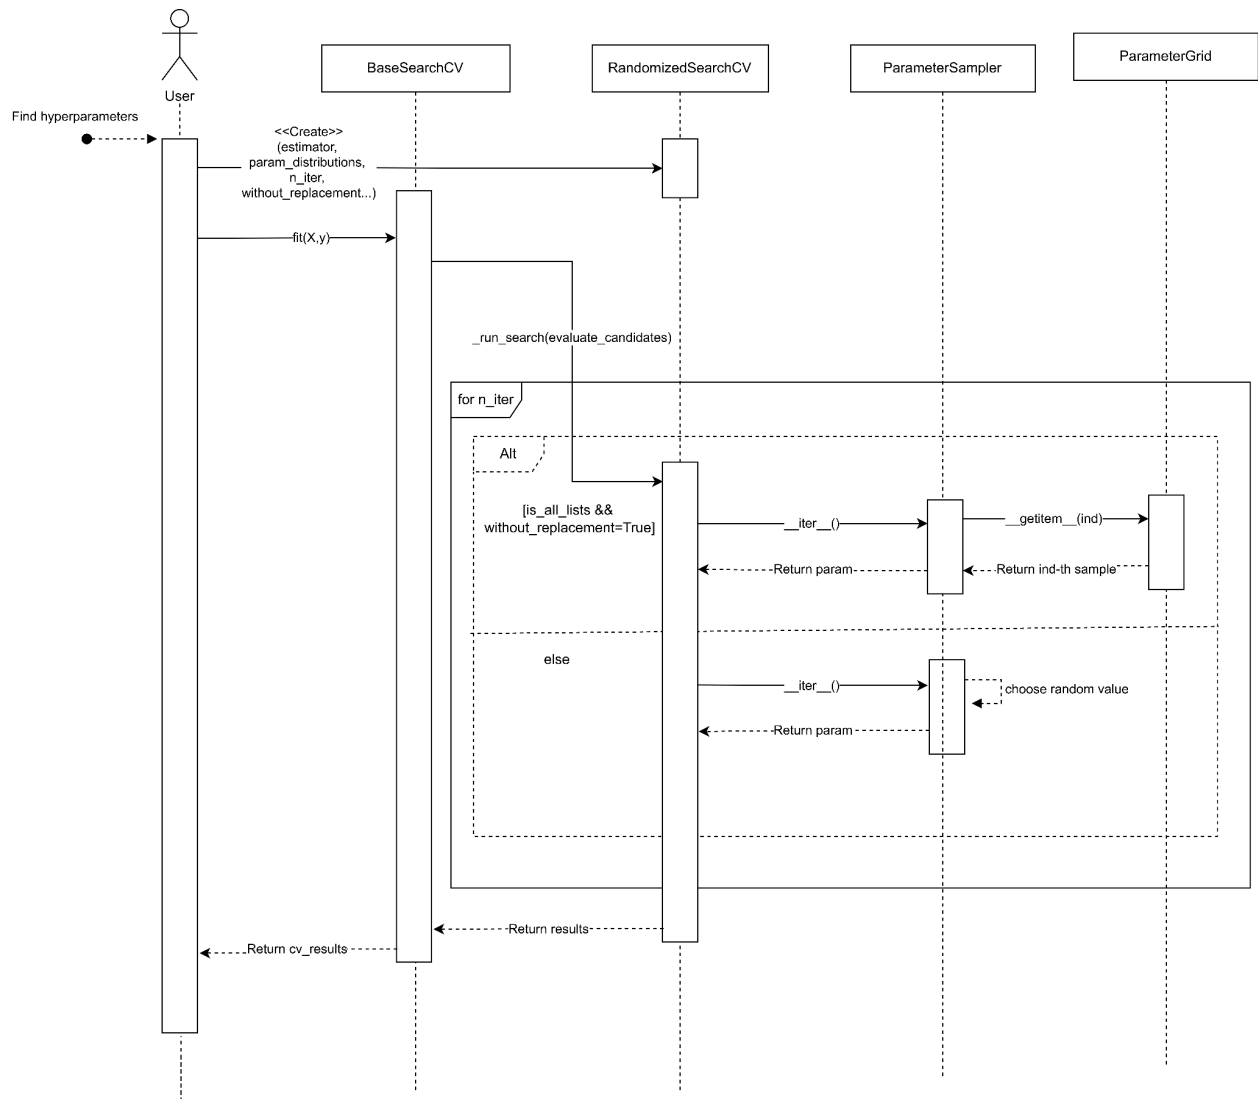 User
BaseSearchCV
RandomizedSearchCV
ParameterSampler
ParameterGrid
Find hyperparameters
<<Create>>
(estimator,
param_distributions,
n_iter,
without_replacement...)
fit(X,y)
_run_search(evaluate_candidates)
for n_iter
Alt
[is_all_lists &&
without_replacement=True]
__iter__()
__getitem__(ind)
Return param
Return ind-th sample
else
__iter__()
choose random value
Return param
Return results
Return cv_results